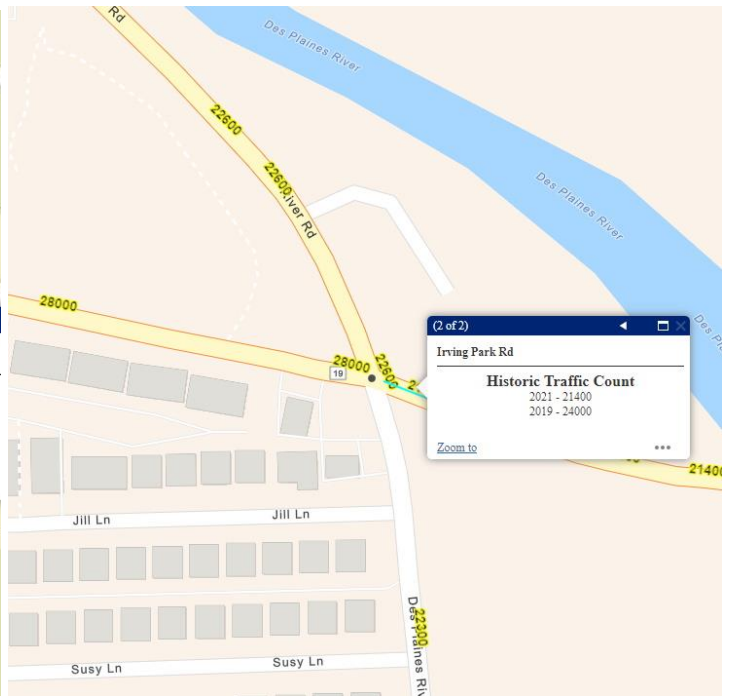 Rd
Des Plaines River
22600
22600
River Rd
Des Plaines River
28000
28000
19
22600
(2 of 2)
Irving Park Rd
Historic Traffic Count
2021 - 21400
2019 - 24000
Zoom to
21400
Jill Ln
Jill Ln
22300
Des Plaines
Susy Ln
Susy Ln